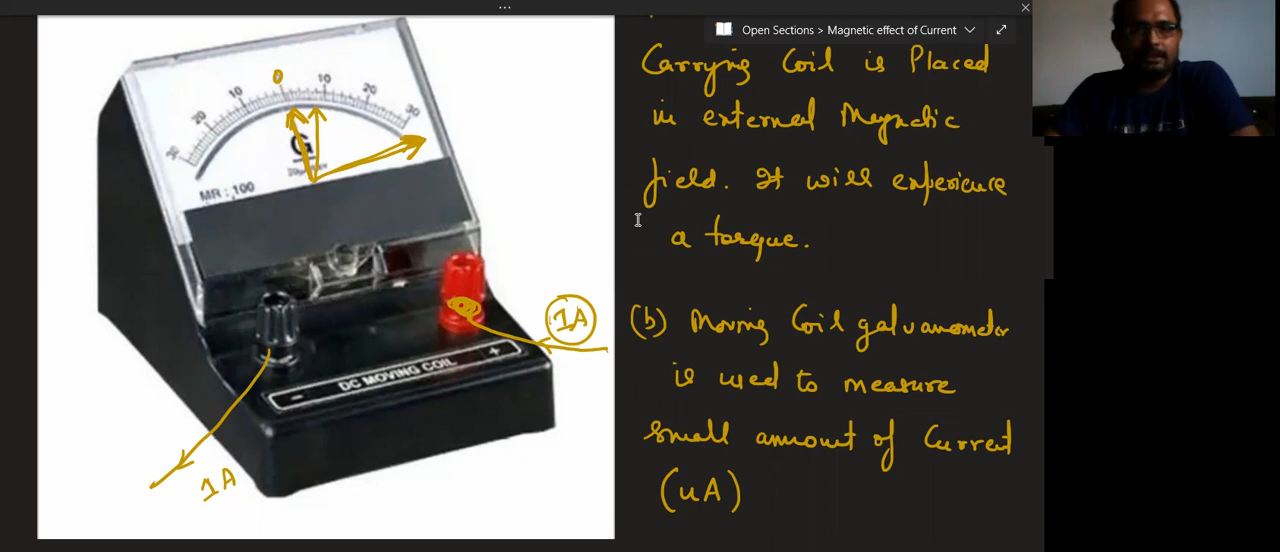 Open Sections > Magnetic effect of Current
Carrying Coil is Placed
in external Magnetic
field. It will experience
a torque.
(b) Moving Coil galvanometer
is used to measure
small amount of Current
(uA)
0
30 20 10 10 20 30
G
MR : 100
1A
- DC MOVING COIL +
1A